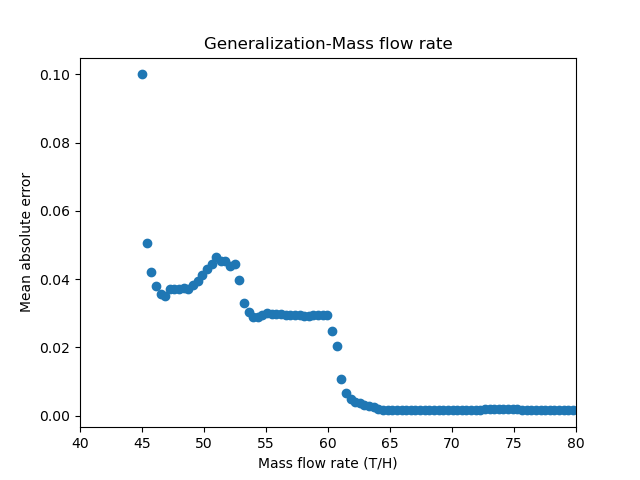 Generalization-Mass flow rate
Mean absolute error
0.10
0.08
0.06
0.04
0.02
0.00
40 45 50 55 60 65 70 75 80
Mass flow rate (T/H)